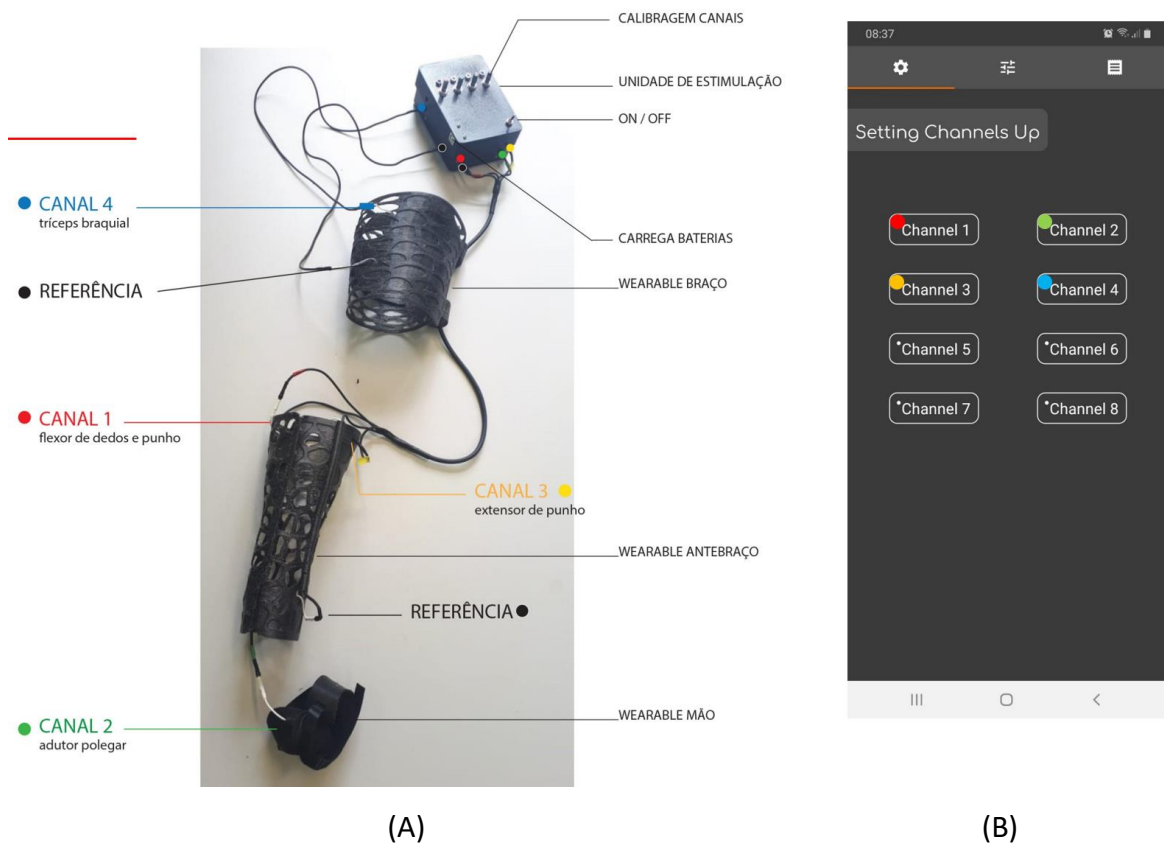 CALIBRAGEM CANAIS
UNIDADE DE ESTIMULAÇÃO
ON / OFF
CANAL 4
tríceps braquial
CARREGA BATERIAS
REFERÊNCIA
WEARABLE BRAÇO
CANAL 1
flexor de dedos e punho
CANAL 3
extensor de punho
WEARABLE ANTEBRAÇO
REFERÊNCIA
CANAL 2
adutor polegar
WEARABLE MÃO
(A)
08:37
Setting Channels Up
Channel 1
Channel 2
Channel 3
Channel 4
Channel 5
Channel 6
Channel 7
Channel 8
(B)